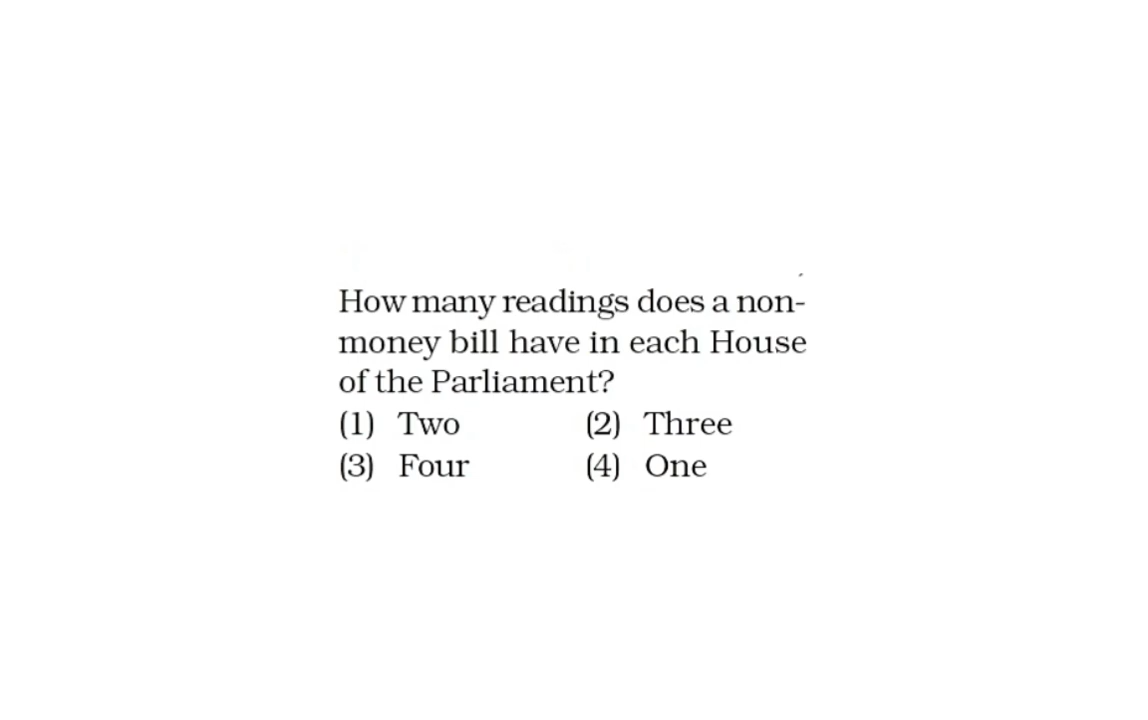 How many readings does a non-
money bill have in each House
of the Parliament?
(1) Two (2) Three
(3) Four (4) One